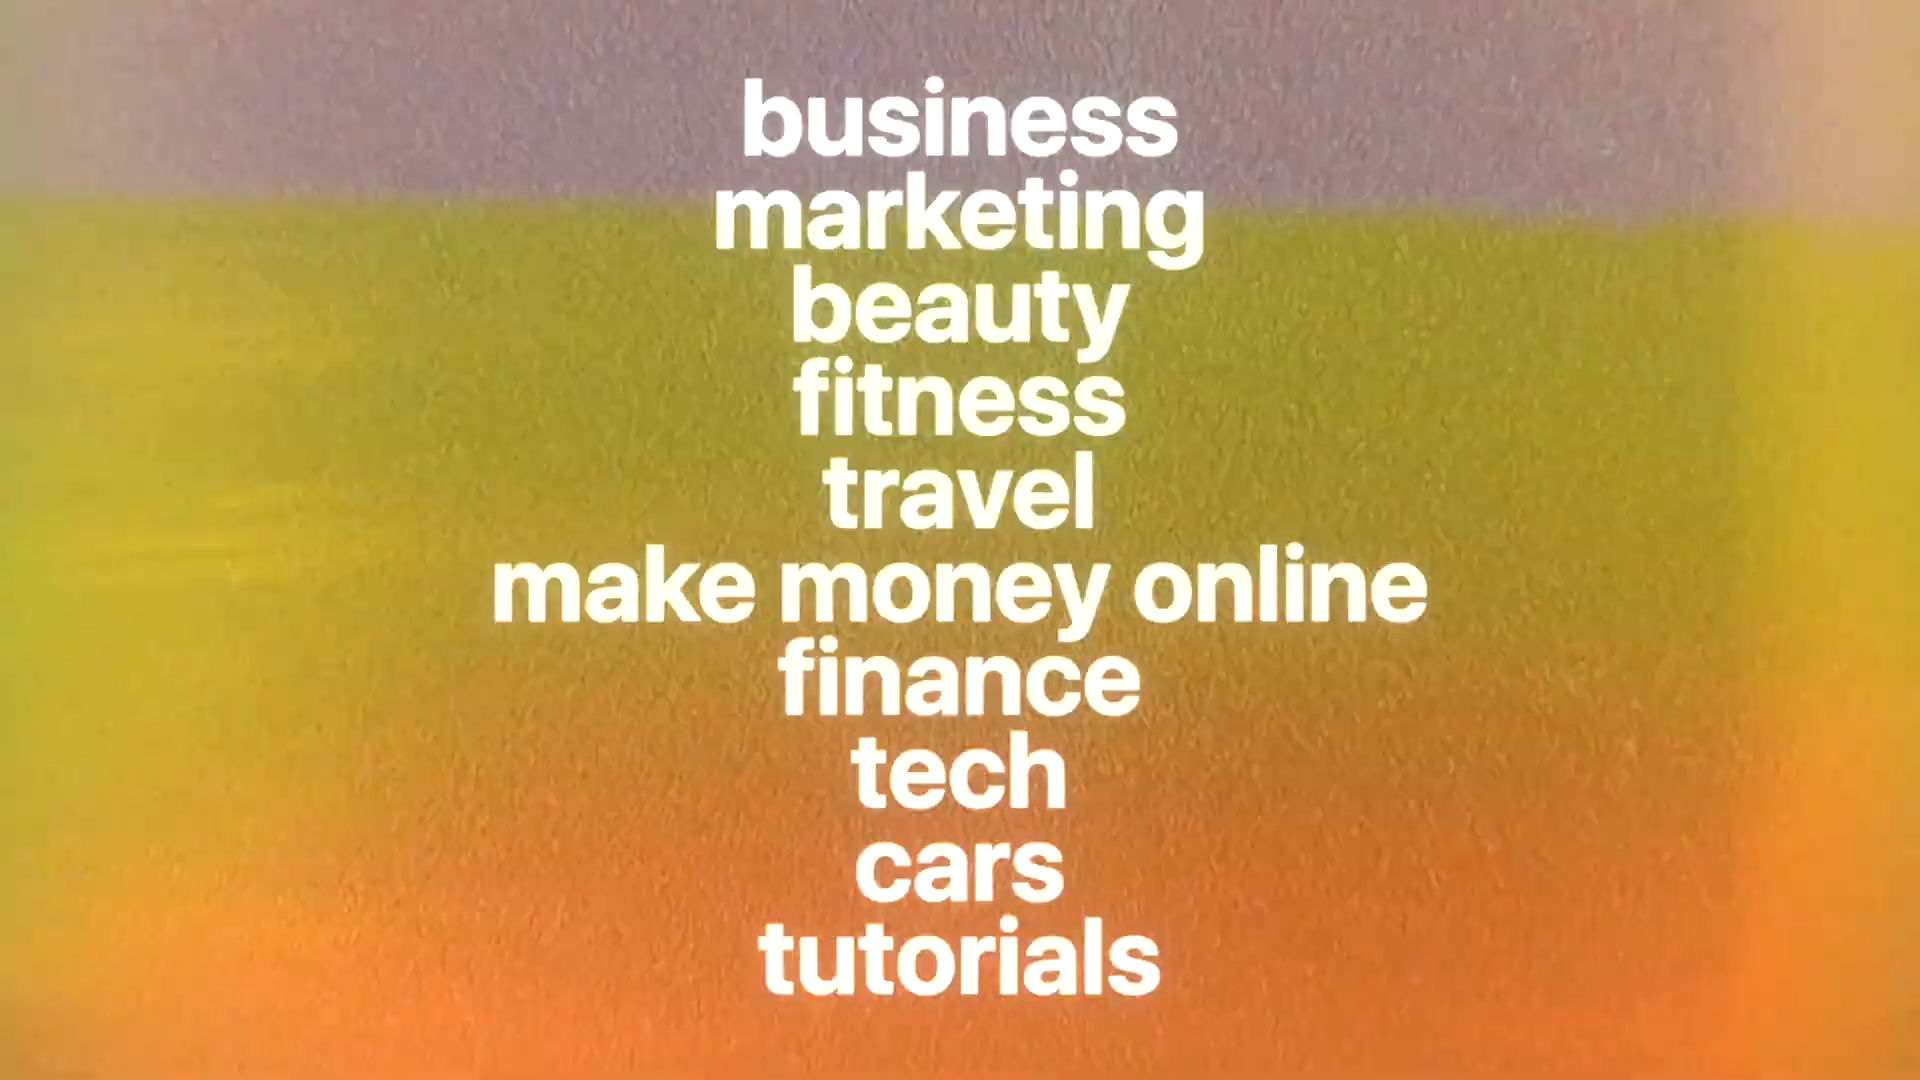 business
marketing
beauty
fitness
travel
make money online
finance
tech
cars
tutorials